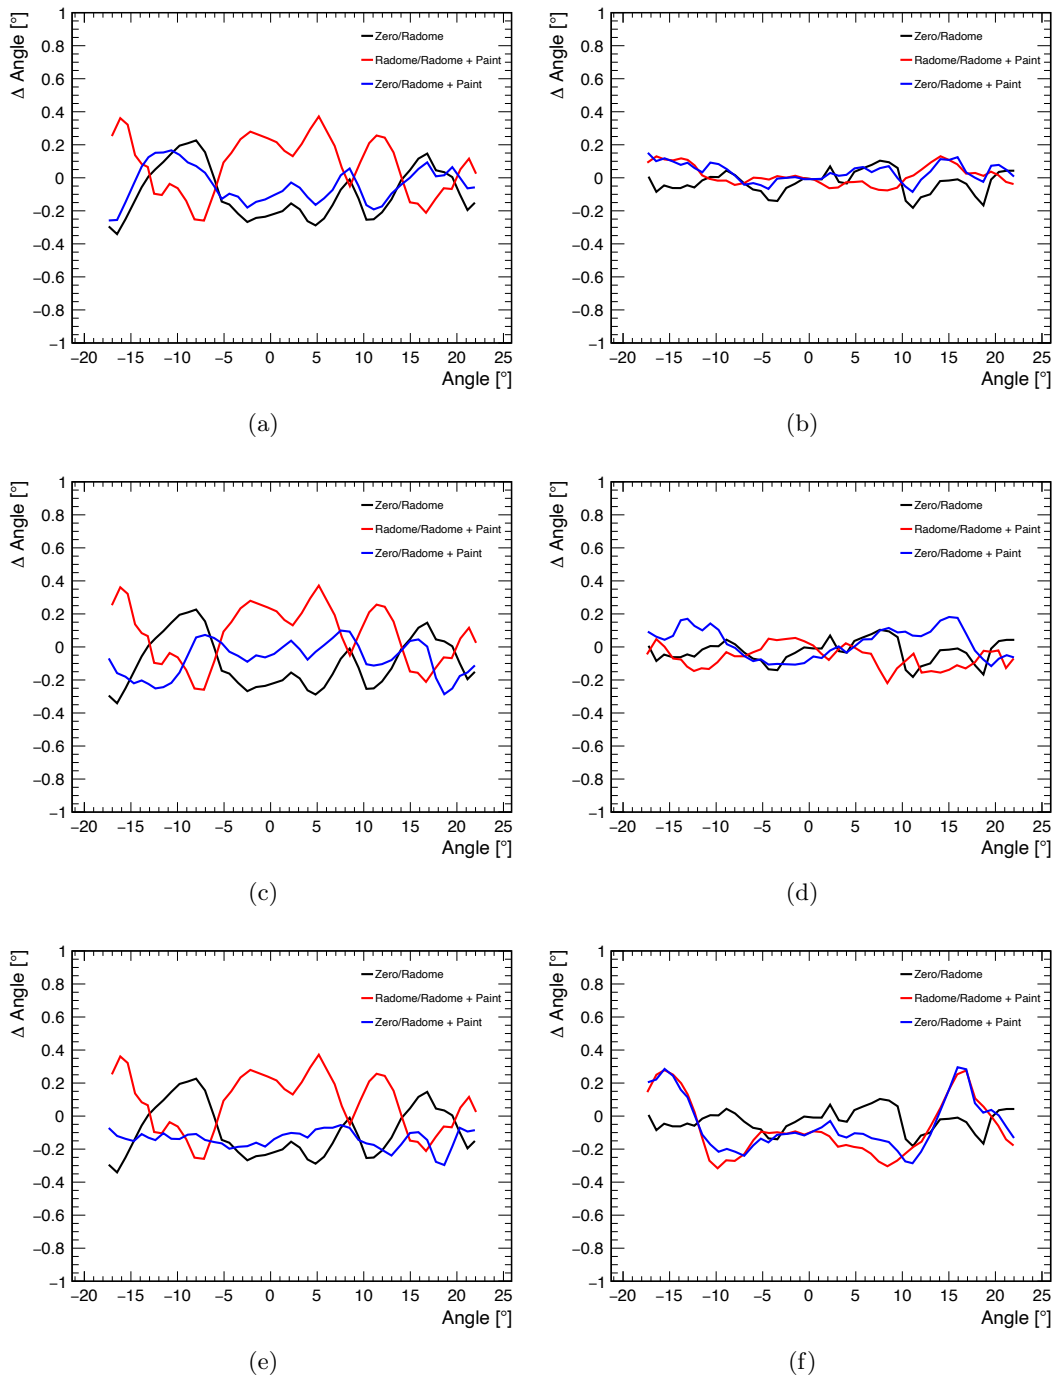 Δ Angle [°]
1
0.8
0.6
0.4
0.2
0
−0.2
−0.4
−0.6
−0.8
−1
Zero/Radome
Radome/Radome + Paint
Zero/Radome + Paint
−20 −15 −10 −5 0 5 10 15 20 25
Angle [°]
(a)
Δ Angle [°]
1
0.8
0.6
0.4
0.2
0
−0.2
−0.4
−0.6
−0.8
−1
Zero/Radome
Radome/Radome + Paint
Zero/Radome + Paint
−20 −15 −10 −5 0 5 10 15 20 25
Angle [°]
(b)
Δ Angle [°]
1
0.8
0.6
0.4
0.2
0
−0.2
−0.4
−0.6
−0.8
−1
Zero/Radome
Radome/Radome + Paint
Zero/Radome + Paint
−20 −15 −10 −5 0 5 10 15 20 25
Angle [°]
(c)
Δ Angle [°]
1
0.8
0.6
0.4
0.2
0
−0.2
−0.4
−0.6
−0.8
−1
Zero/Radome
Radome/Radome + Paint
Zero/Radome + Paint
−20 −15 −10 −5 0 5 10 15 20 25
Angle [°]
(d)
Δ Angle [°]
1
0.8
0.6
0.4
0.2
0
−0.2
−0.4
−0.6
−0.8
−1
Zero/Radome
Radome/Radome + Paint
Zero/Radome + Paint
−20 −15 −10 −5 0 5 10 15 20 25
Angle [°]
(e)
Δ Angle [°]
1
0.8
0.6
0.4
0.2
0
−0.2
−0.4
−0.6
−0.8
−1
Zero/Radome
Radome/Radome + Paint
Zero/Radome + Paint
−20 −15 −10 −5 0 5 10 15 20 25
Angle [°]
(f)